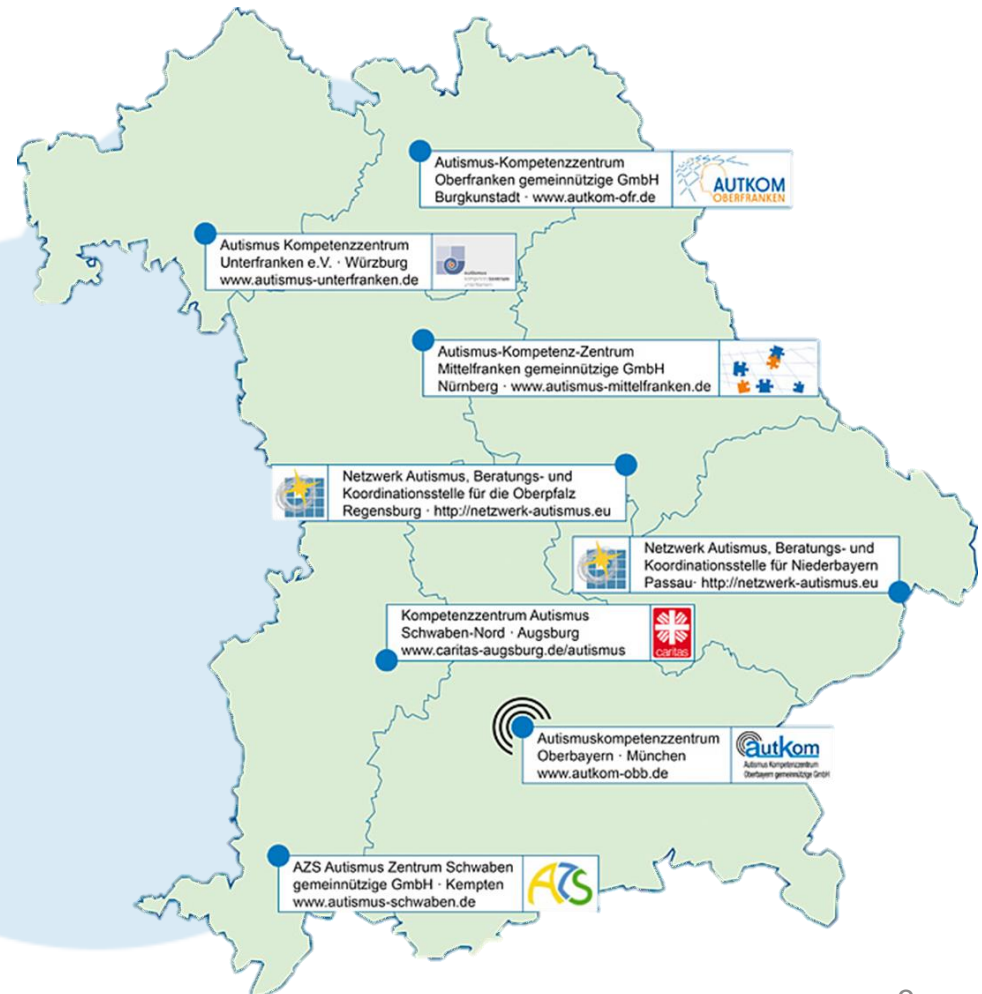 Autismus-Kompetenzzentrum
Oberfranken gemeinnützige GmbH
Burgkunstadt · www.autkom-ofr.de
AUTKOM
OBERFRANKEN
Autismus Kompetenzzentrum
Unterfranken e.V. · Würzburg
www.autismus-unterfranken.de
Autismus-Kompetenz-Zentrum
Mittelfranken gemeinnützige GmbH
Nürnberg · www.autismus-mittelfranken.de
Netzwerk Autismus, Beratungs- und
Koordinationsstelle für die Oberpfalz
Regensburg · http://netzwerk-autismus.eu
Netzwerk Autismus, Beratungs- und
Koordinationsstelle für Niederbayern
Passau· http://netzwerk-autismus.eu
Kompetenzzentrum Autismus
Schwaben-Nord · Augsburg
www.caritas-augsburg.de/autismus
caritas
Autismuskompetenzzentrum
Oberbayern · München
www.autkom-obb.de
autkom
Autismus Kompetenzzentrum
Oberbayern gemeinnützige GmbH
AZS Autismus Zentrum Schwaben
gemeinnützige GmbH · Kempten
www.autismus-schwaben.de
AZS